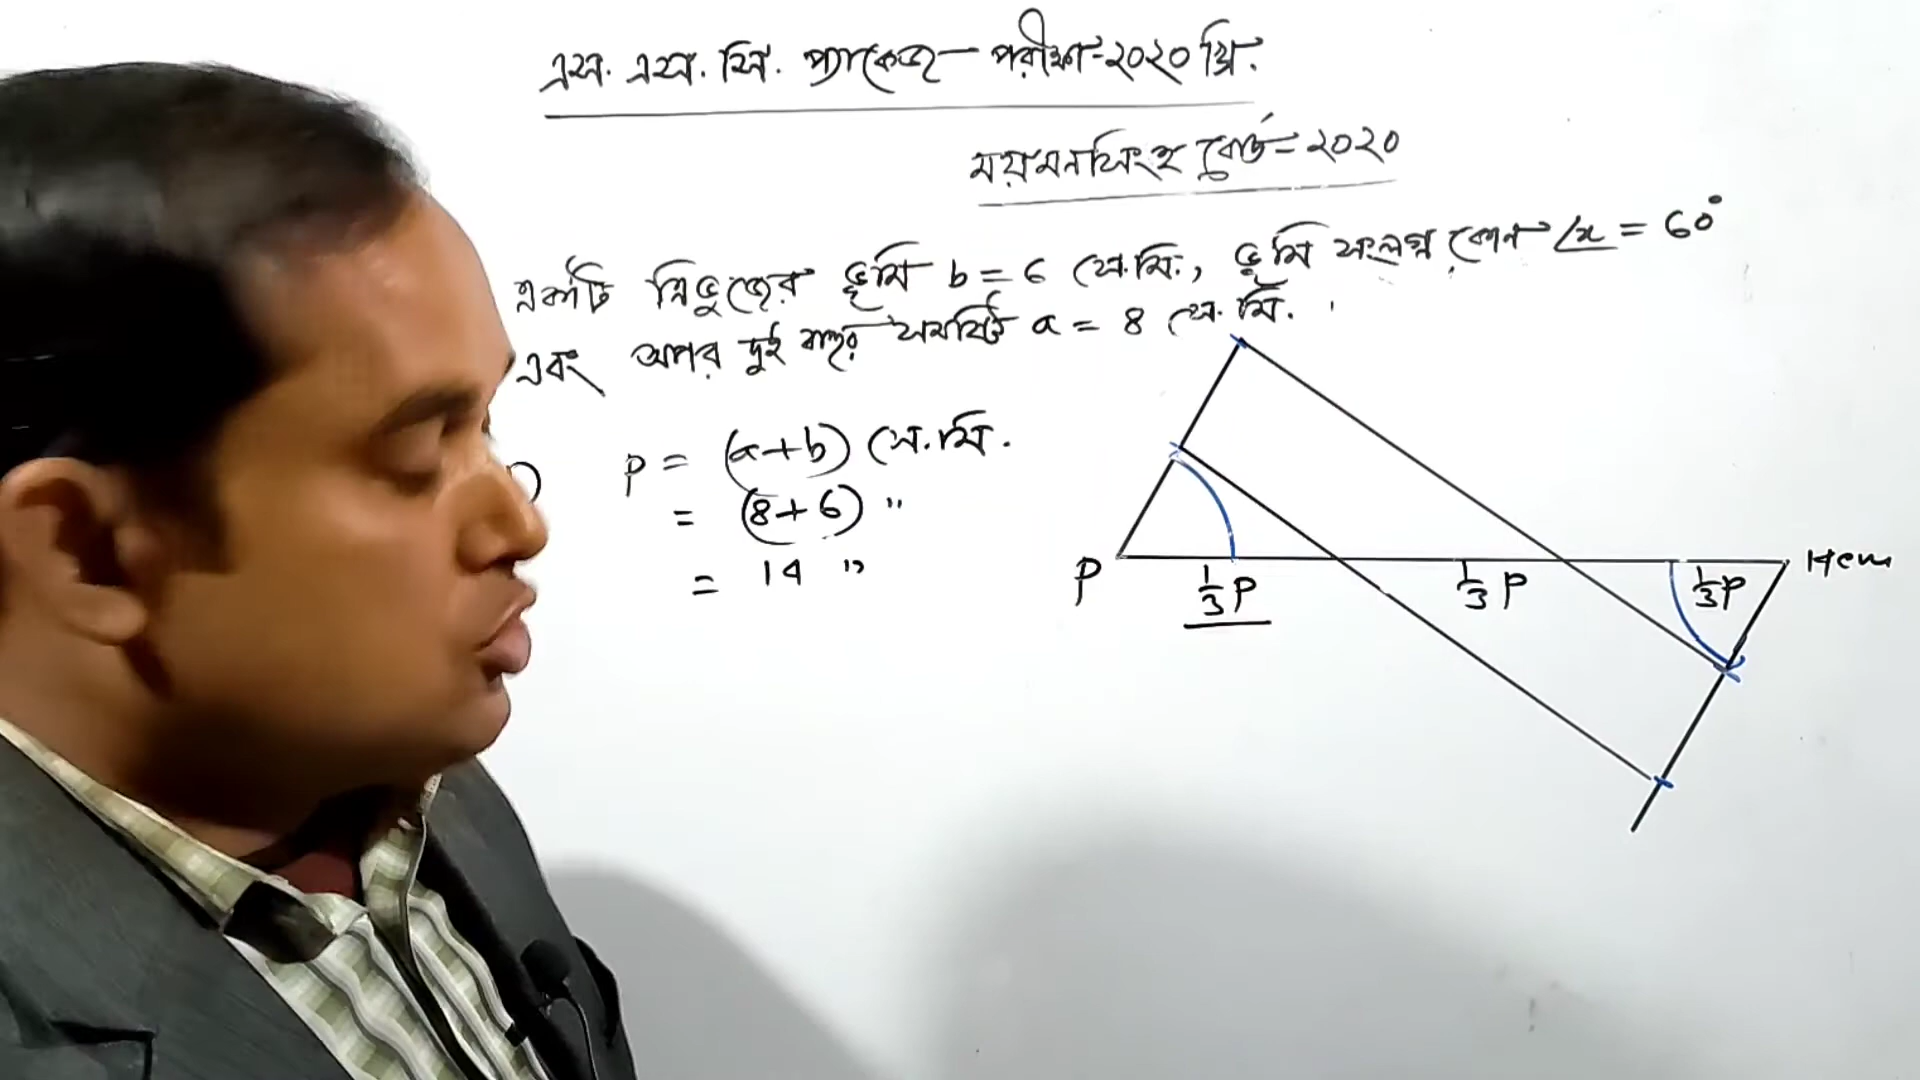 এস. এস. সি. প্যাকেজ - পরীক্ষা-২০২০ খ্রি.
ময়মনসিংহ বোর্ড-২০২০
একটি ত্রিভুজের ভূমি b = 6 সে.মি., ভূমি সংলগ্ন কোন ∠x = 60°
এবং অপর দুই বাহুর সমষ্টি a = 8 সে. মি.
p = (a+b) সে.মি.
= (8+6) "
= 14 "
P
14cm
1/3 P
1/3 P
1/3 P